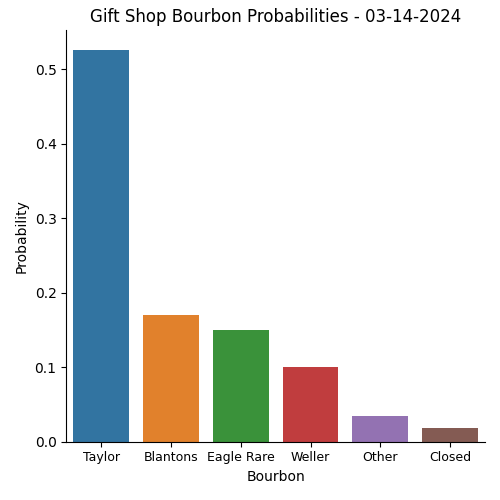 Gift Shop Bourbon Probabilities - 03-14-2024
Probability
0.5
0.4
0.3
0.2
0.1
0.0
Taylor Blantons Eagle Rare Weller Other Closed
Bourbon